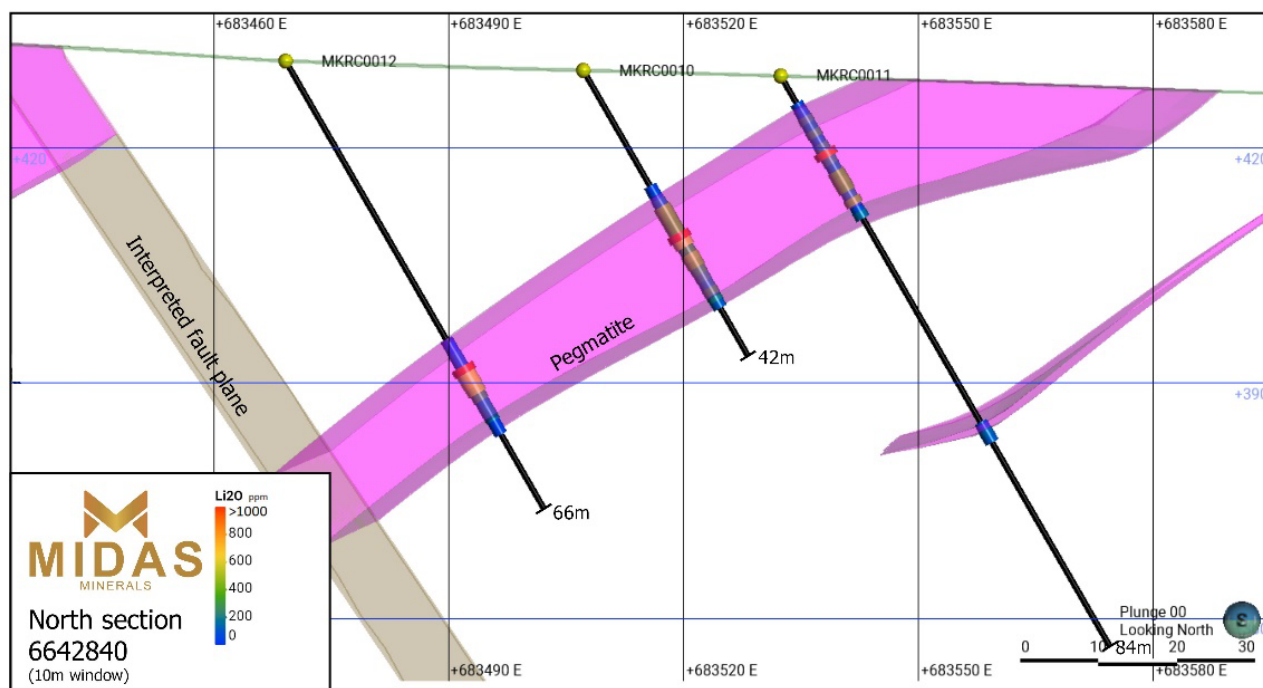 +683460 E
+683490 E
+683520 E
+683550 E
+683580 E
MKRC0012
MKRC0010
MKRC0011
+420
+420
Interpreted fault plane
Pegmatite
42m
+390
66m
84m
MIDAS
MINERALS
North section
6642840
(10m window)
Li2O ppm
>1000
800
600
400
200
0
Plunge 00
Looking North
0
10
20
30
+683490 E
+683520 E
+683550 E
+683580 E